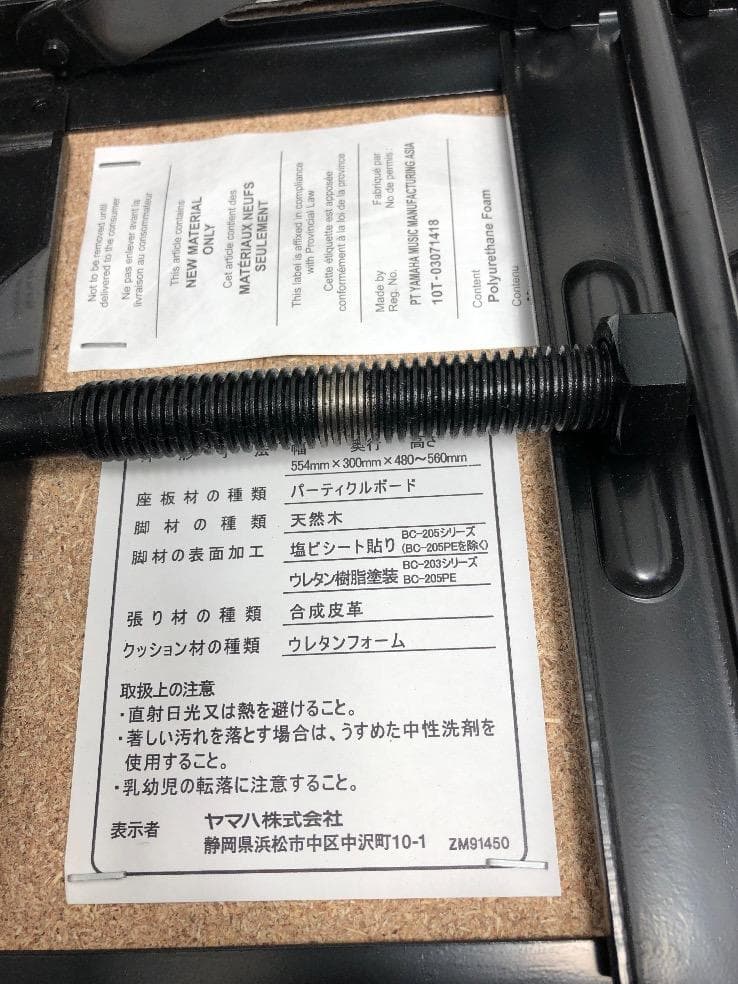 Not to be removed until
delivered to the consumer
Ne pas enlever avant la
livraison au consommateur
This article contains
NEW MATERIAL
ONLY
Cet article contient des
MATÉRIAUX NEUFS
SEULEMENT
This label is affixed in compliance
with Provincial Law
Cette étiquette est apposée
conformément à la loi de la province
Made by Fabriqué par
Reg. No. No de permis:
PT YAMAHA MUSIC MANUFACTURING ASIA
10T-03071418
Content
Polyurethane Foam
Contenu
法 幅 奥行 高さ
554mm×300mm×480~560mm
座板材の種類 パーティクルボード
脚材の種類 天然木
脚材の表面加工 塩ビシート貼り BC-205シリーズ (BC-205PEを除く)
ウレタン樹脂塗装 BC-203シリーズ BC-205PE
張り材の種類 合成皮革
クッション材の種類 ウレタンフォーム
取扱上の注意
・直射日光又は熱を避けること。
・著しい汚れを落とす場合は、うすめた中性洗剤を
使用すること。
・乳幼児の転落に注意すること。
表示者 ヤマハ株式会社
静岡県浜松市中区中沢町10-1 ZM91450